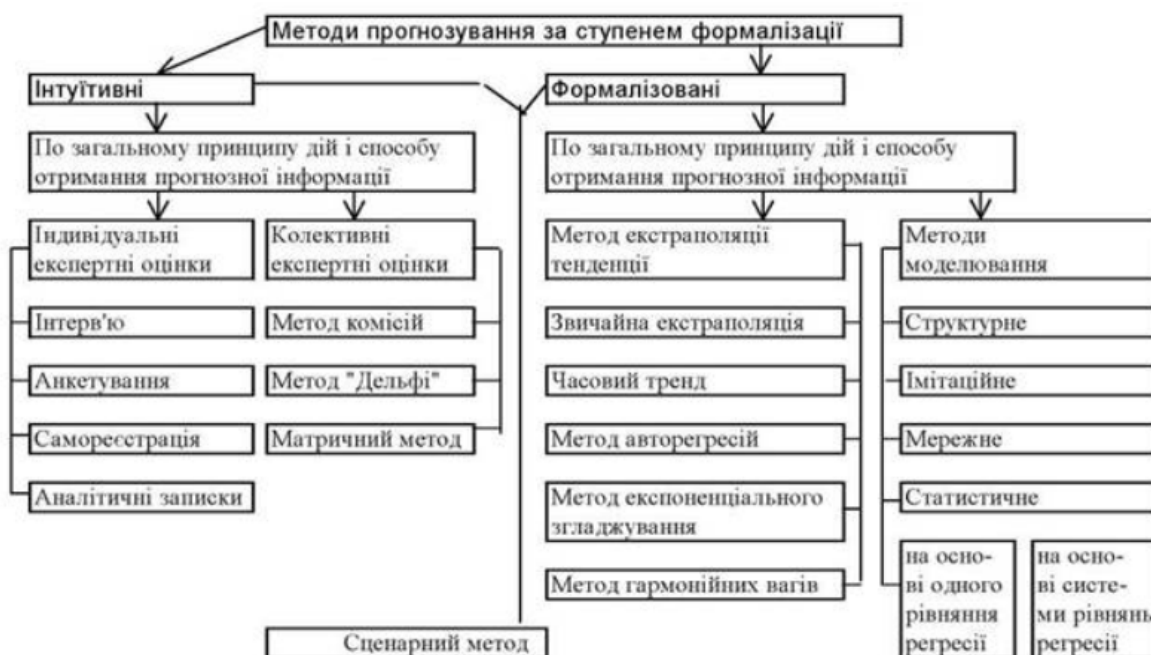 Методи прогнозування за ступенем формалізації
Інтуїтивні
Формалізовані
По загальному принципу дій і способу
отримання прогнозної інформації
По загальному принципу дій і способу
отримання прогнозної інформації
Індивідуальні
експертні оцінки
Колективні
експертні оцінки
Метод екстраполяції
тенденції
Методи
моделювання
Інтерв'ю
Метод комісій
Звичайна екстраполяція
Структурне
Анкетування
Метод "Дельфі"
Часовий тренд
Імітаційне
Самореєстрація
Матричний метод
Метод авторегресій
Мережне
Аналітичні записки
Метод експоненціального
згладжування
Статистичне
Метод гармонійних вагів
на осно-
ві одного
рівняння
регресії
на осно-
ві систе-
ми рівнянь
регресії
Сценарний метод